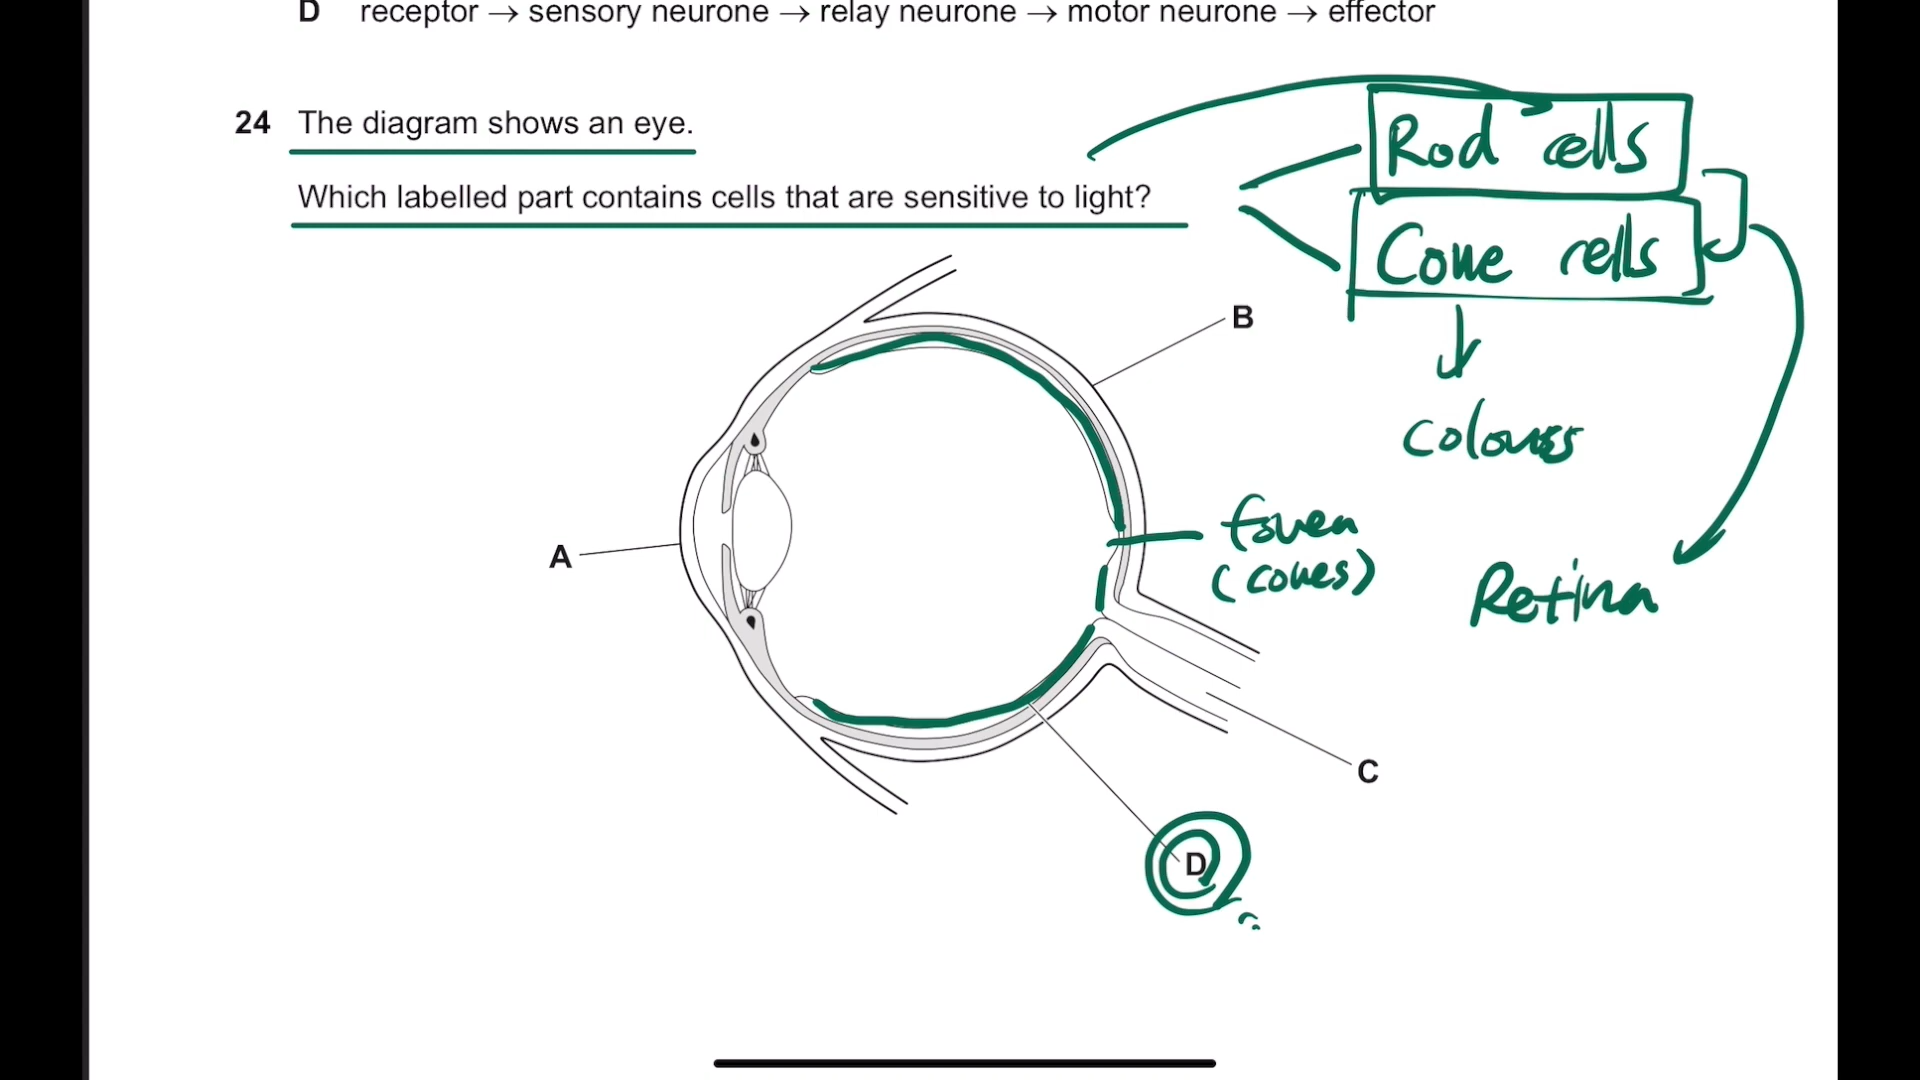 D receptor → sensory neurone → relay neurone → motor neurone → effector
24 The diagram shows an eye.
Which labelled part contains cells that are sensitive to light?
Rod cells
Cone cells
colours
B
A
fovea
(cones)
Retina
C
D